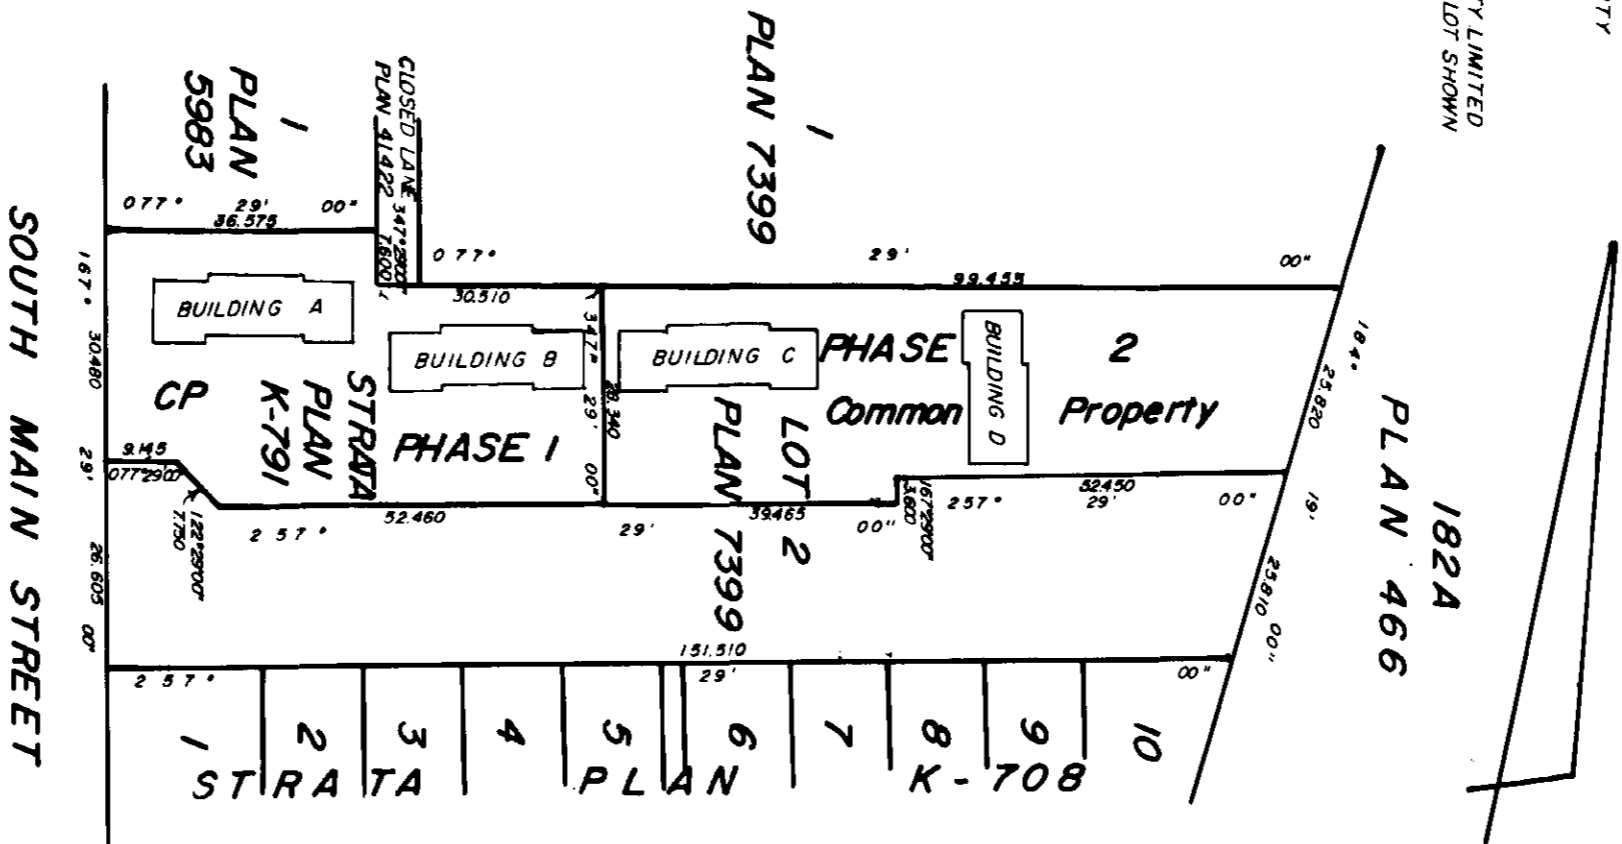 TY
TY LIMITED
LOT SHOWN
PLAN 7399
1
1
PLAN
5983
CLOSED LANE
PLAN 41422
347°29'00"
7.600
077° 29' 00"
36.575
077° 29' 00"
30.510
99.455
BUILDING A
BUILDING B
BUILDING C
BUILDING D
PHASE 2
Common Property
CP
STRATA
PLAN
K-791
PHASE 1
347° 29' 00"
28.340
LOT 2
PLAN 7399
167° 29' 00"
30.480
26.605
9.145
077°29'00"
122°29'00"
7.750
257° 29' 00"
52.460
39.465
167°29'00"
3.800
257° 29' 00"
52.450
184° 19' 00"
25.820
25.810
182A
PLAN 466
151.510
257° 29' 00"
1 2 3 4 5 6 7 8 9 10
STRATA PLAN K-708
SOUTH MAIN STREET